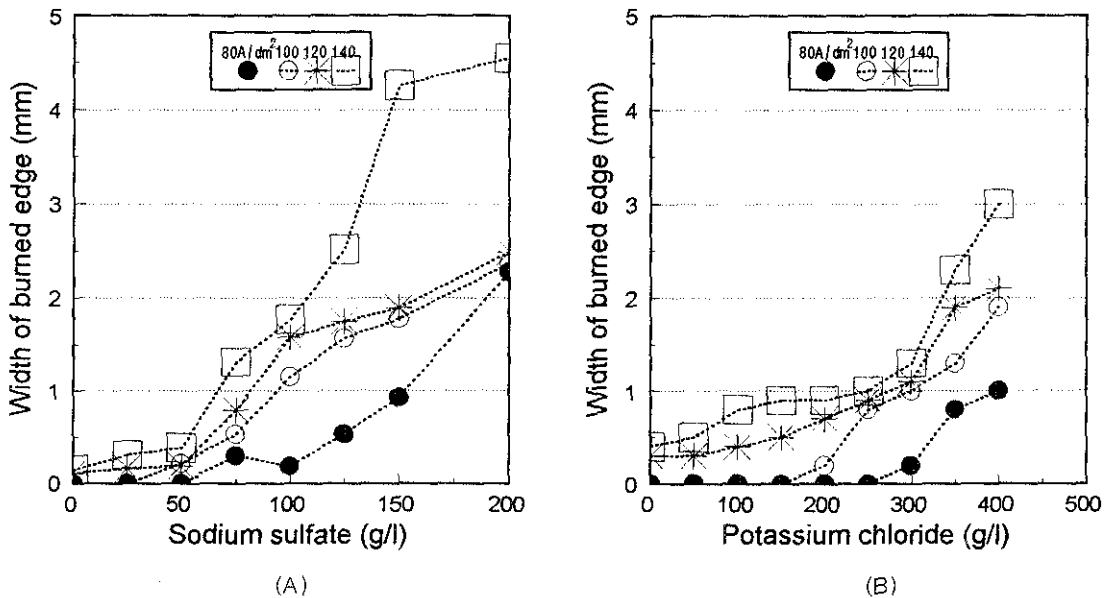 80A/dm² 100 120 140
Width of burned edge (mm)
5
4
3
2
1
0
0 50 100 150 200
Sodium sulfate (g/l)
(A)
80A/dm² 100 120 140
Width of burned edge (mm)
5
4
3
2
1
0
0 100 200 300 400 500
Potassium chloride (g/l)
(B)